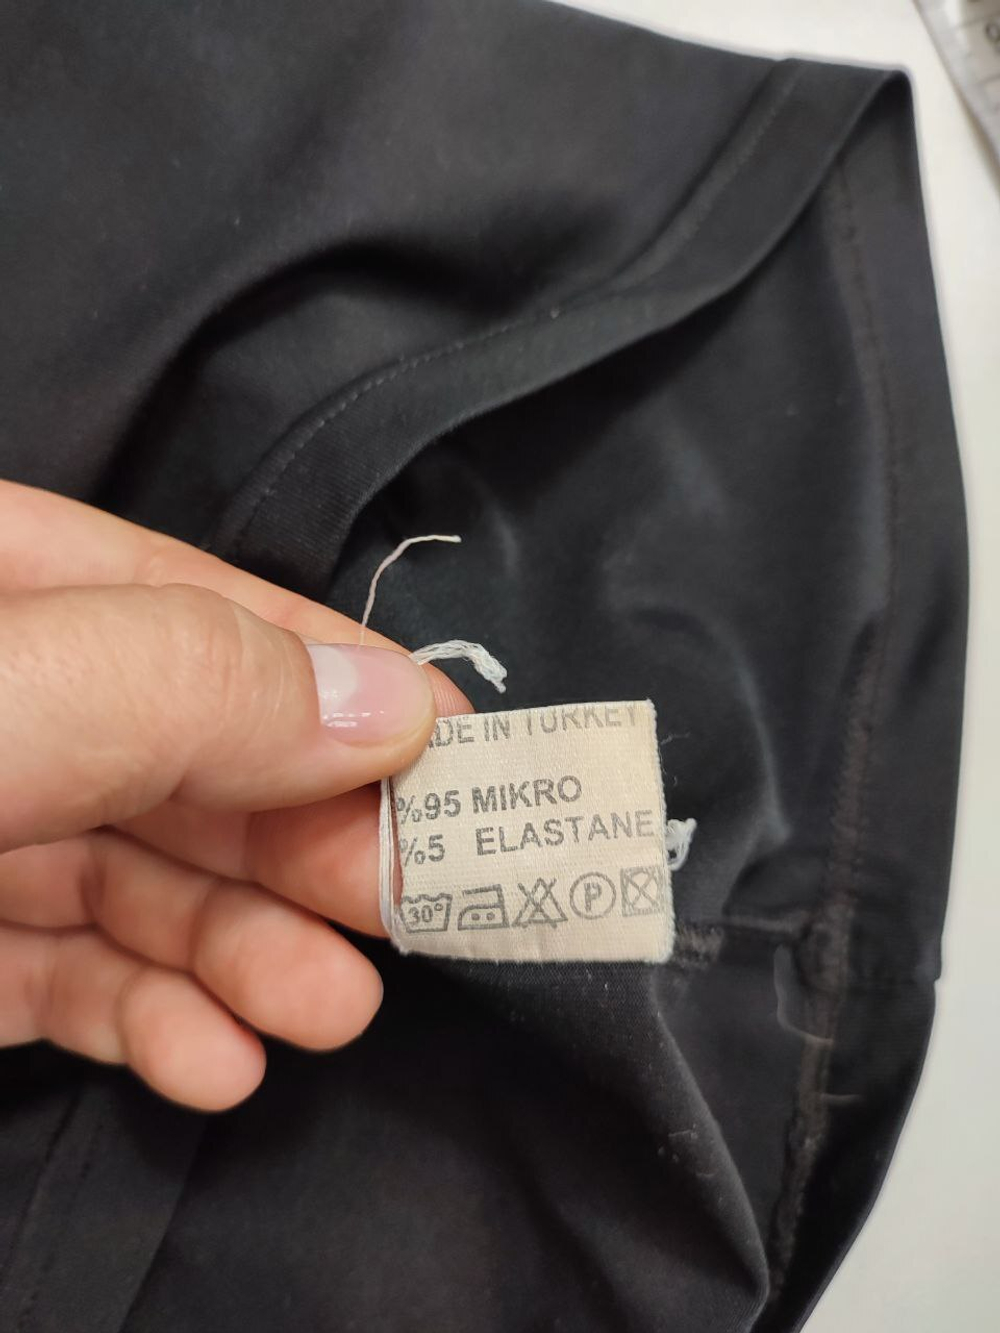 ADE IN TURKEY
%95 MIKRO
%5 ELASTANE
30° P